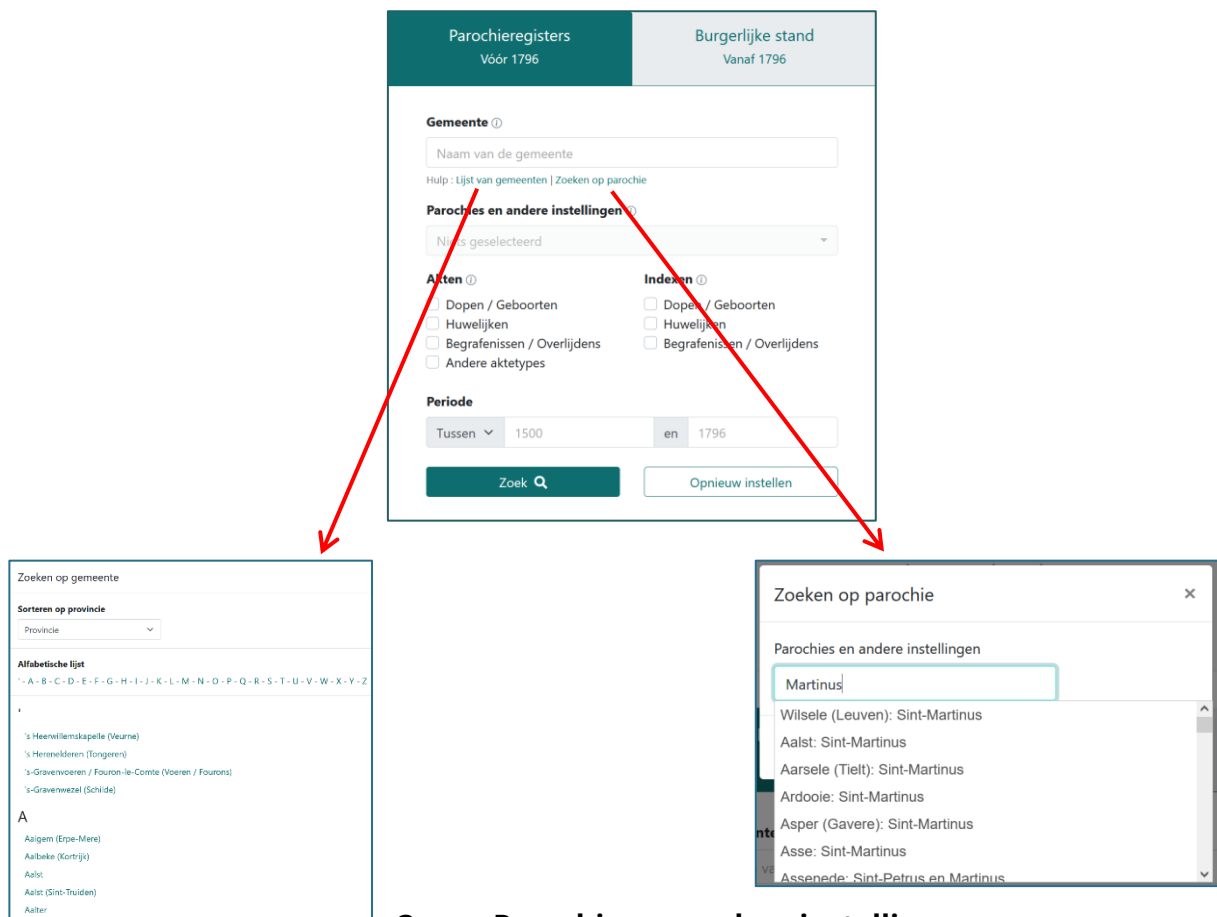 Parochieregisters
Vóór 1796
Burgerlijke stand
Vanaf 1796
Gemeente
Naam van de gemeente
Hulp : Lijst van gemeenten | Zoeken op parochie
Parochies en andere instellingen
Niets geselecteerd
Akten
Dopen / Geboorten
Huwelijken
Begrafenissen / Overlijdens
Andere aktetypes
Indexen
Dopen / Geboorten
Huwelijken
Begrafenissen / Overlijdens
Periode
Tussen 1500 en 1796
Zoek
Opnieuw instellen
Zoeken op gemeente
Sorteren op provincie
Provincie
Alfabetische lijst
' - A - B - C - D - E - F - G - H - I - J - K - L - M - N - O - P - Q - R - S - T - U - V - W - X - Y - Z
'
's Heerwillemskapelle (Veurne)
's Herenelderen (Tongeren)
's-Gravenvoeren / Fouron-le-Comte (Voeren / Fourons)
's-Gravenwezel (Schilde)
A
Aaigem (Erpe-Mere)
Aalbeke (Kortrijk)
Aalst
Aalst (Sint-Truiden)
Aalter
Zoeken op parochie ×
Parochies en andere instellingen
Martinus
Wilsele (Leuven): Sint-Martinus
Aalst: Sint-Martinus
Aarsele (Tielt): Sint-Martinus
Ardooie: Sint-Martinus
Asper (Gavere): Sint-Martinus
Asse: Sint-Martinus
Assenede: Sint-Petrus en Martinus